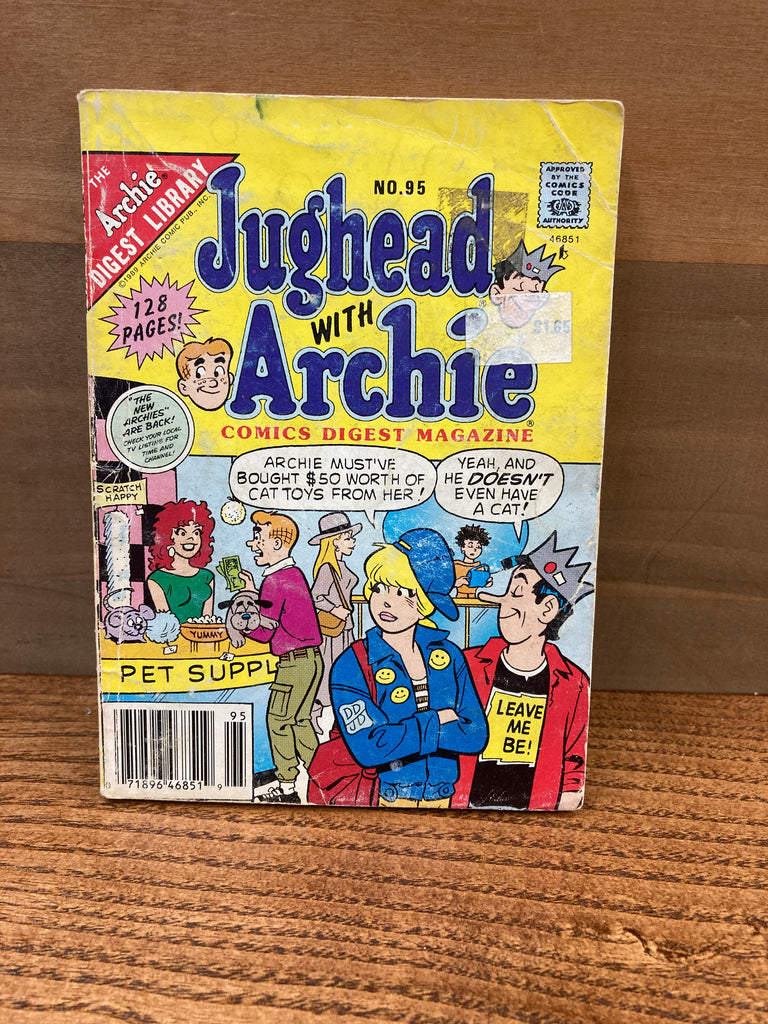 THE
Archie®
DIGEST LIBRARY
©1989 ARCHIE COMIC PUB., INC.
NO. 95
APPROVED
BY THE
COMICS
CODE
AUTHORITY
46851
Jughead
WITH
Archie®
$1.65
128
PAGES!
COMICS DIGEST MAGAZINE
"THE
NEW
ARCHIES"
ARE BACK!
CHECK YOUR LOCAL
TV LISTINGS FOR
TIME AND
CHANNEL!
ARCHIE MUST'VE
BOUGHT $50 WORTH OF
CAT TOYS FROM HER!
YEAH, AND
HE DOESN'T
EVEN HAVE
A CAT!
SCRATCH
HAPPY
YUMMY
PET SUPPL
DD
JD
LEAVE
ME
BE!
95
0 71896 46851 9